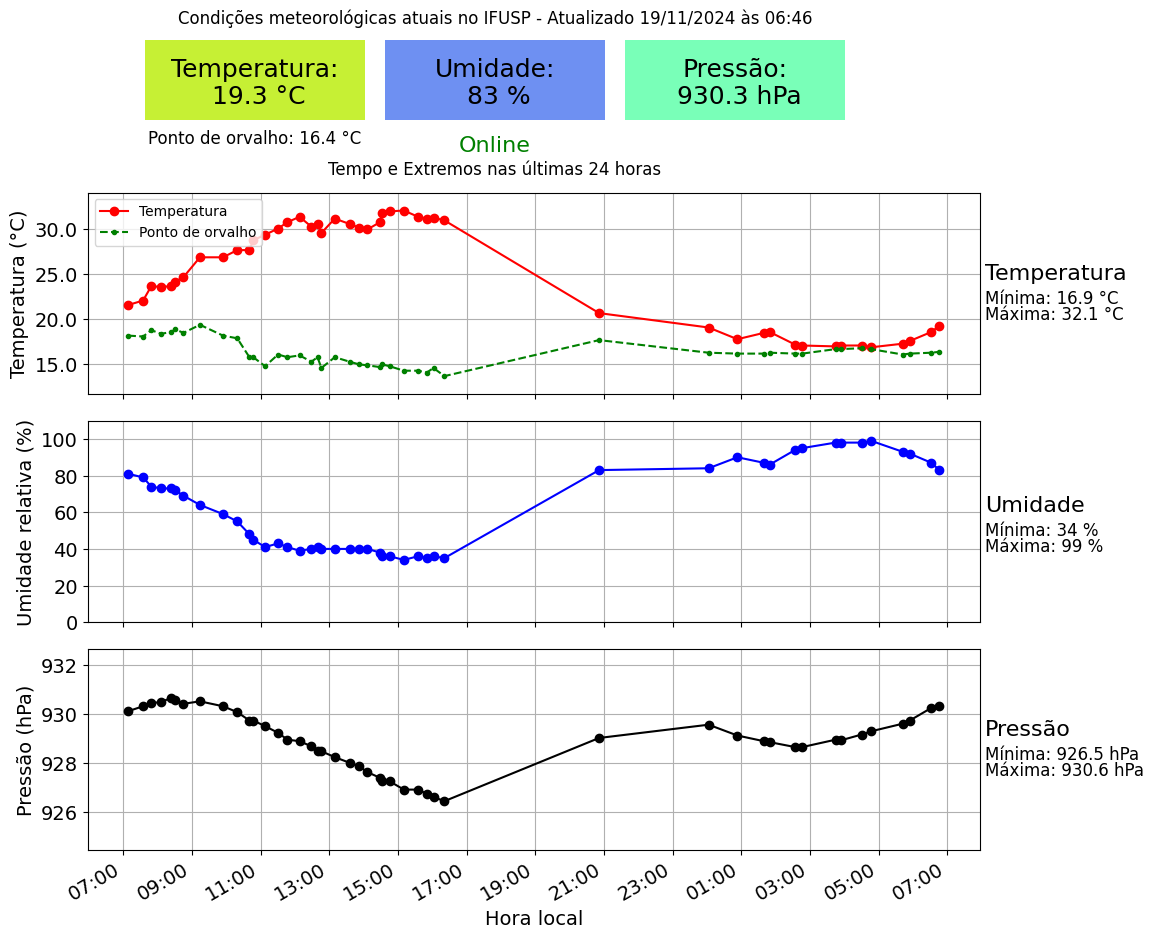 Condições meteorológicas atuais no IFUSP - Atualizado 19/11/2024 às 06:46
Temperatura:
19.3 °C
Umidade:
83 %
Pressão:
930.3 hPa
Ponto de orvalho: 16.4 °C
Online
Tempo e Extremos nas últimas 24 horas
Temperatura (°C)
30.0
25.0
20.0
15.0
Temperatura
Ponto de orvalho
Temperatura
Mínima: 16.9 °C
Máxima: 32.1 °C
Umidade relativa (%)
100
80
60
40
20
0
Umidade
Mínima: 34 %
Máxima: 99 %
Pressão (hPa)
932
930
928
926
Pressão
Mínima: 926.5 hPa
Máxima: 930.6 hPa
07:00 09:00 11:00 13:00 15:00 17:00 19:00 21:00 23:00 01:00 03:00 05:00 07:00
Hora local